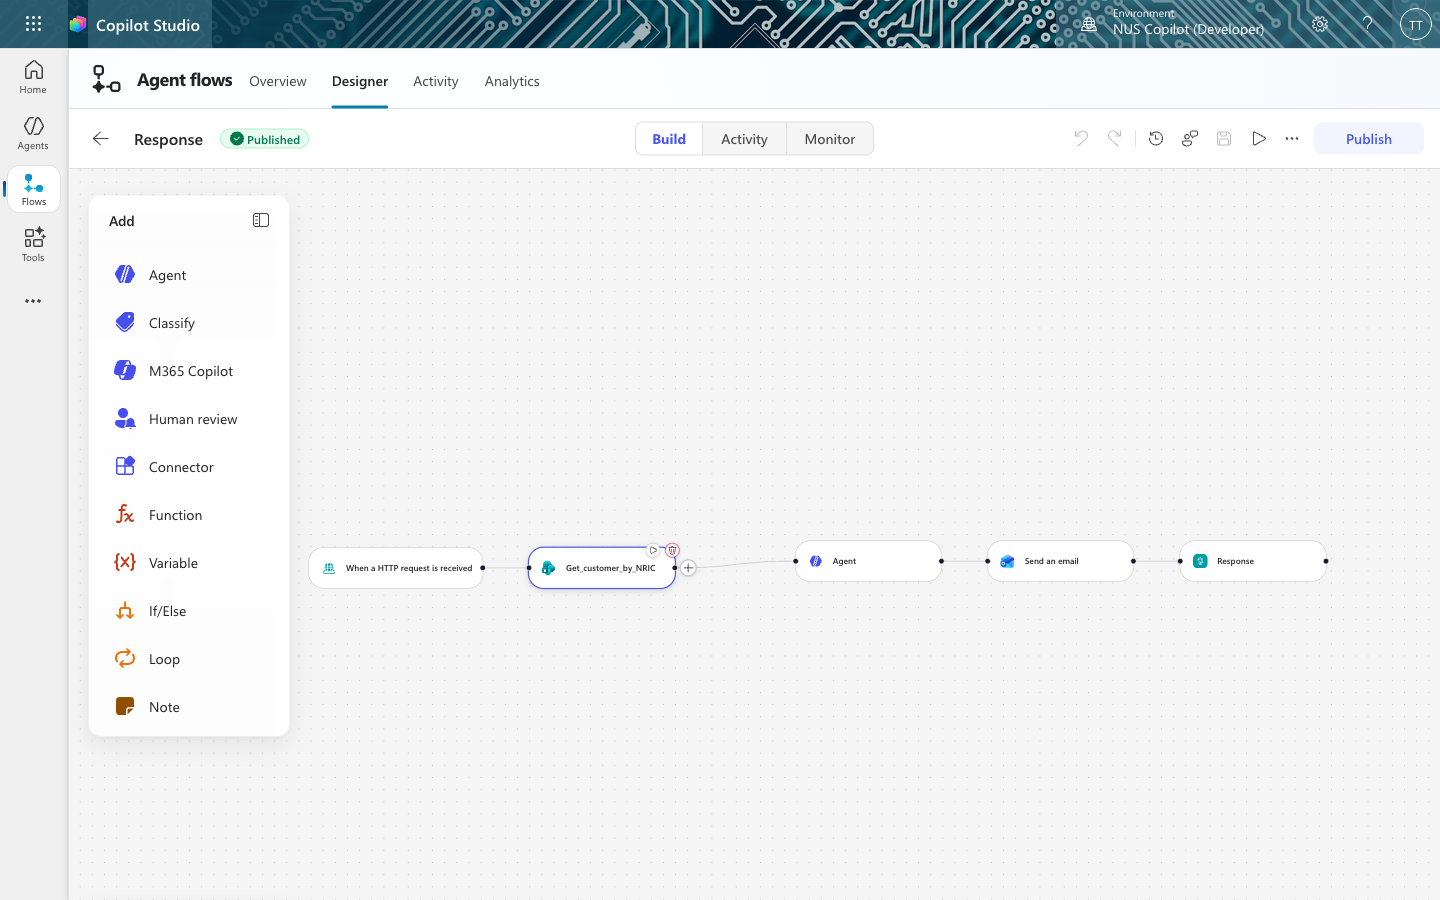 Copilot Studio
Environment
NUS Copilot (Developer)
TT
Home
Agents
Flows
Tools
Agent flows
Overview
Designer
Activity
Analytics
Response
Published
Build
Activity
Monitor
Publish
Add
Agent
Classify
M365 Copilot
Human review
Connector
Function
Variable
If/Else
Loop
Note
When a HTTP request is received
Get_customer_by_NRIC
Agent
Send an email
Response